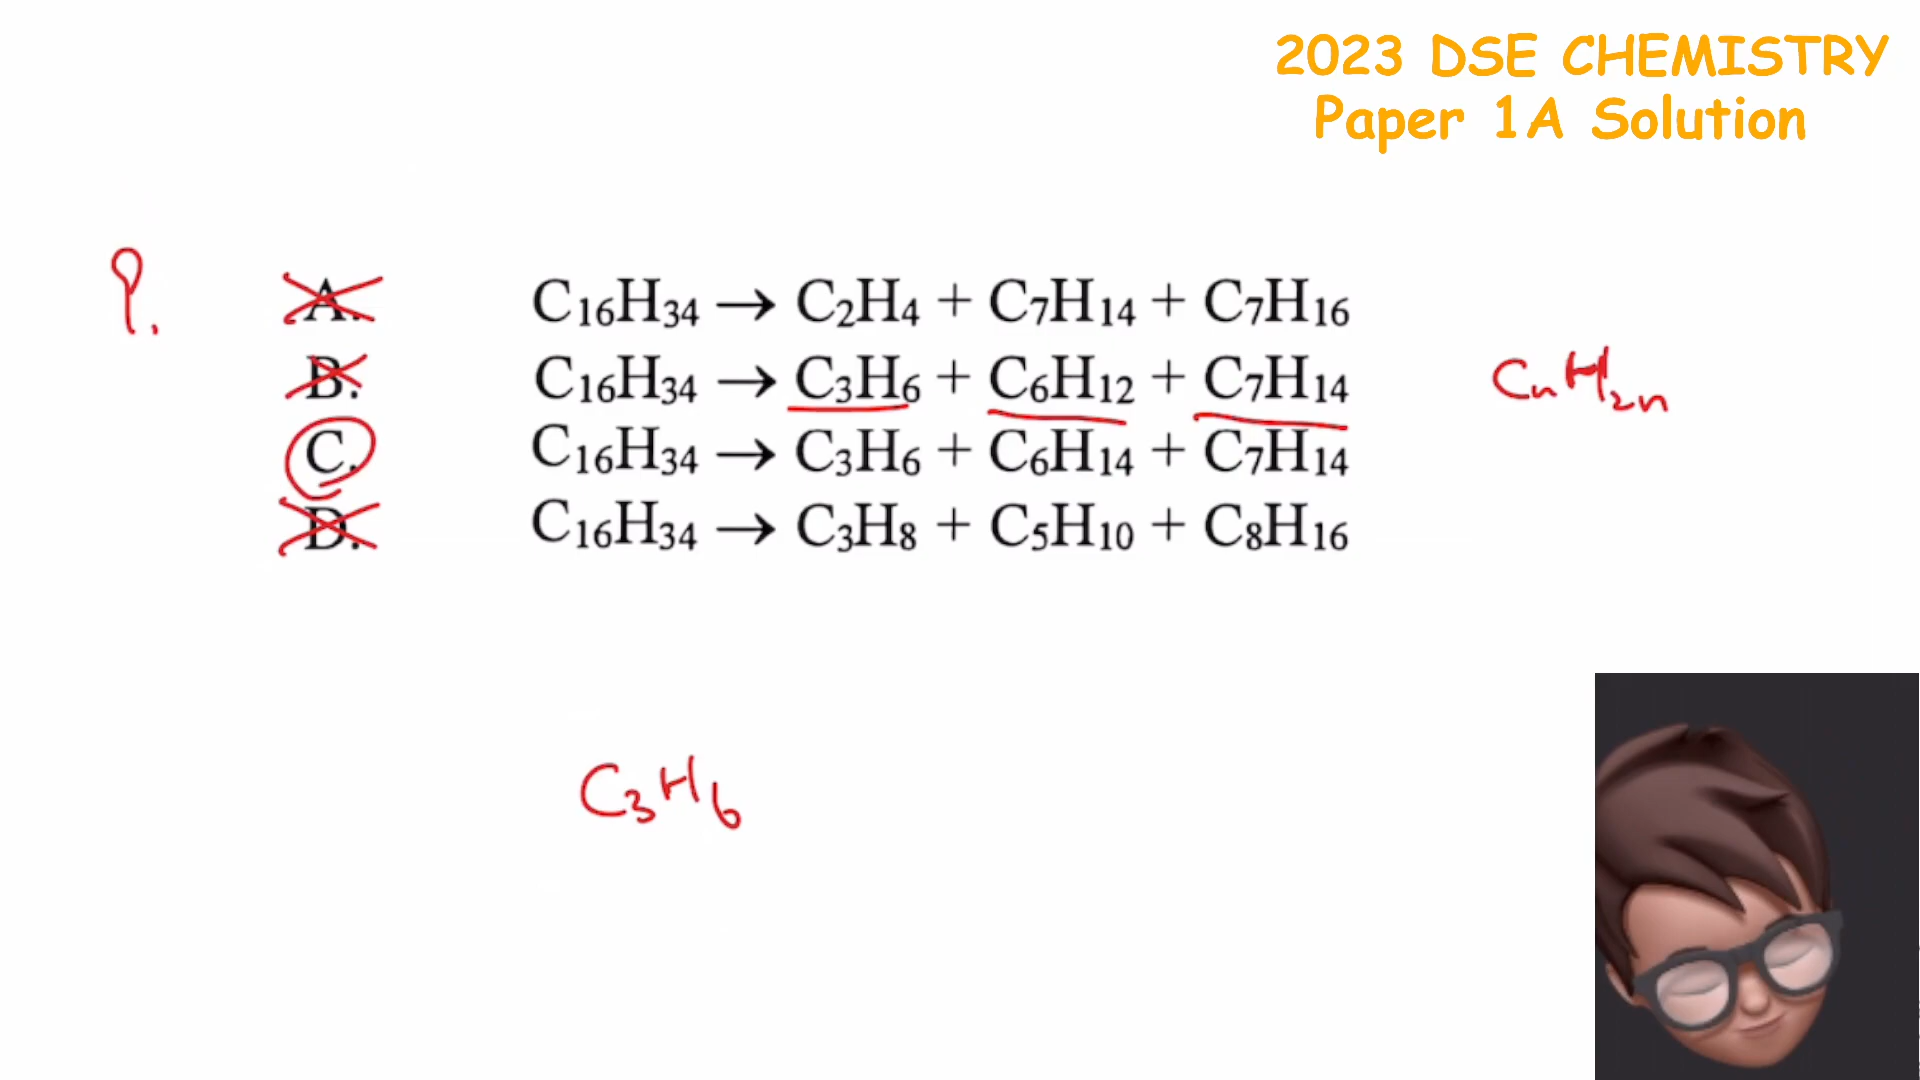 2023 DSE CHEMISTRY
Paper 1A Solution
9.
A. C₁₆H₃₄ → C₂H₄ + C₇H₁₄ + C₇H₁₆
B. C₁₆H₃₄ → C₃H₆ + C₆H₁₂ + C₇H₁₄ CₙH₂ₙ
C. C₁₆H₃₄ → C₃H₆ + C₆H₁₄ + C₇H₁₄
D. C₁₆H₃₄ → C₃H₈ + C₅H₁₀ + C₈H₁₆
C₃H₆